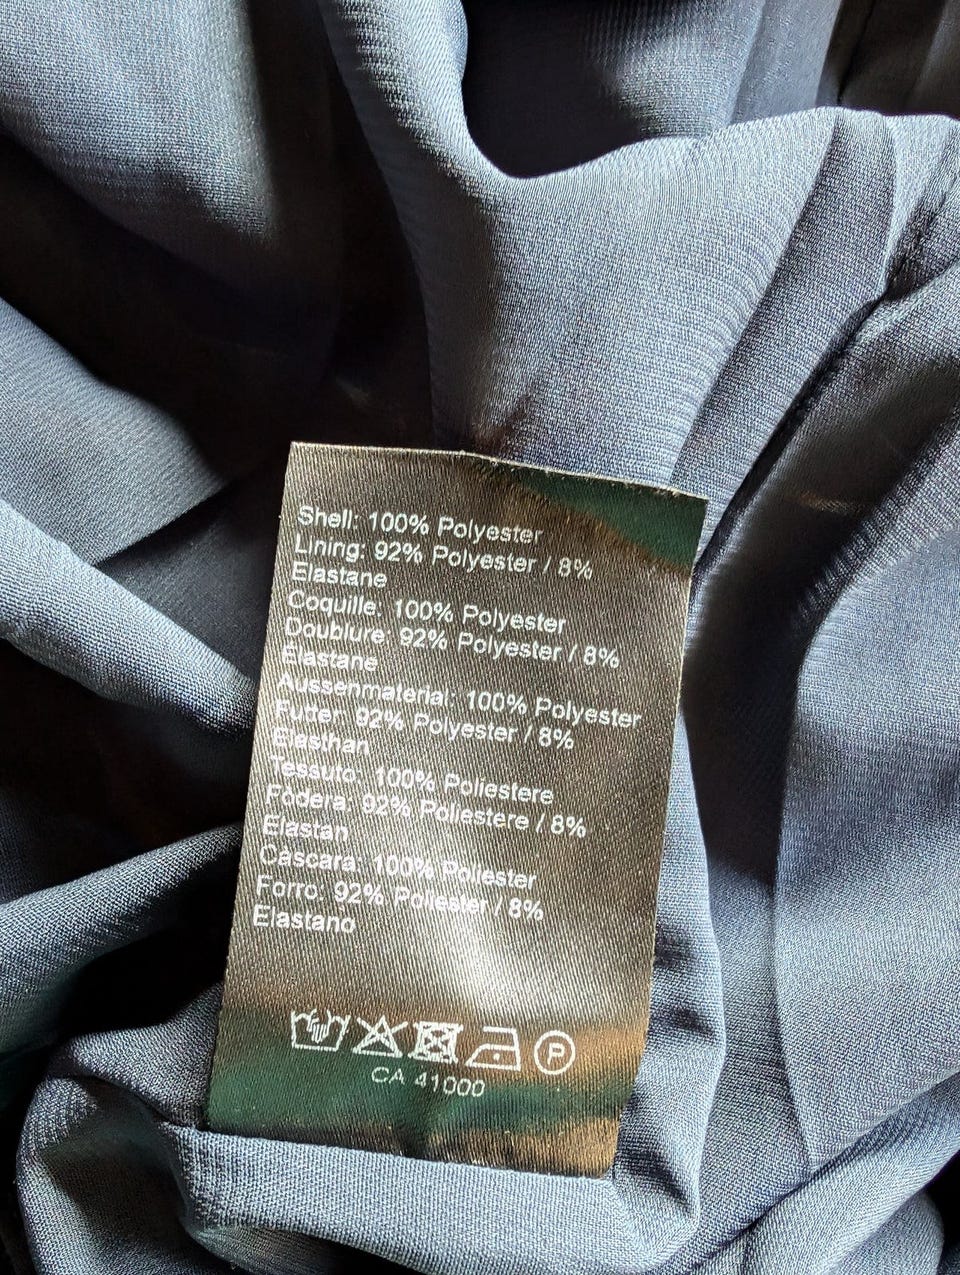 Shell: 100% Polyester
Lining: 92% Polyester / 8%
Elastane
Coquille: 100% Polyester
Doublure: 92% Polyester / 8%
Elastane
Aussenmaterial: 100% Polyester
Futter: 92% Polyester / 8%
Elasthan
Tessuto: 100% Poliestere
Fodera: 92% Poliestere / 8%
Elastan
Cascara: 100% Poliester
Forro: 92% Poliester / 8%
Elastano
P
CA 41000